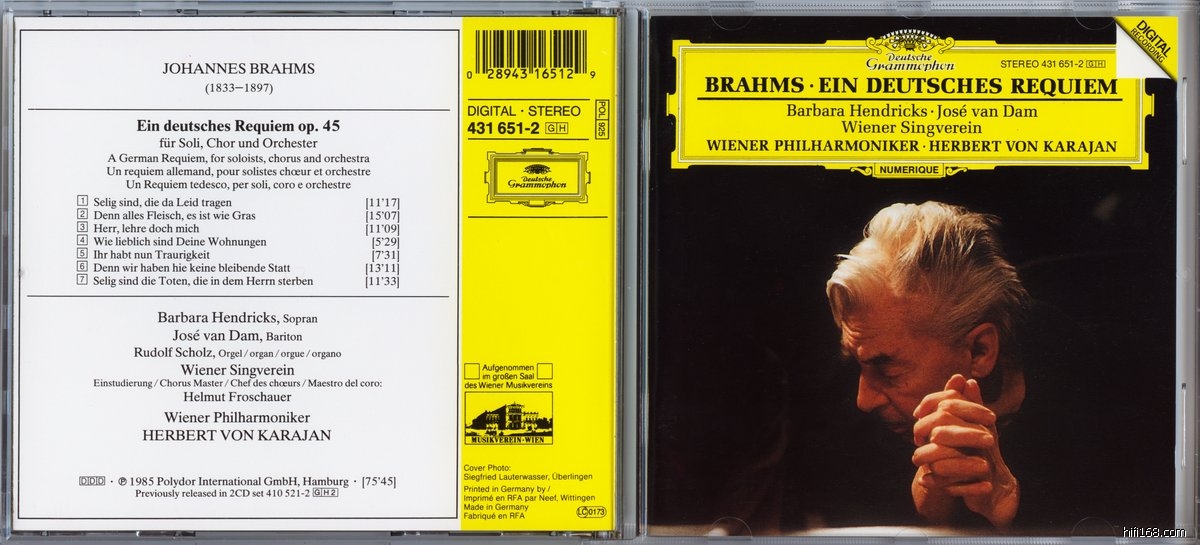 JOHANNES BRAHMS
(1833–1897)
Ein deutsches Requiem op. 45
für Soli, Chor und Orchester
A German Requiem, for soloists, chorus and orchestra
Un requiem allemand, pour solistes chœur et orchestre
Un Requiem tedesco, per soli, coro e orchestre
1 Selig sind, die da Leid tragen [11'17]
2 Denn alles Fleisch, es ist wie Gras [15'07]
3 Herr, lehre doch mich [11'09]
4 Wie lieblich sind Deine Wohnungen [5'29]
5 Ihr habt nun Traurigkeit [7'31]
6 Denn wir haben hie keine bleibende Statt [13'11]
7 Selig sind die Toten, die in dem Herrn sterben [11'33]
Barbara Hendricks, Sopran
José van Dam, Bariton
Rudolf Scholz, Orgel / organ / orgue / organo
Wiener Singverein
Einstudierung / Chorus Master / Chef des chœurs / Maestro del coro:
Helmut Froschauer
Wiener Philharmoniker
HERBERT VON KARAJAN
DDD · ℗ 1985 Polydor International GmbH, Hamburg · [75'45]
Previously released in 2CD set 410 521-2 GH2
0 28943 16512 9
DIGITAL · STEREO
431 651-2 GH
POL 925
Deutsche
Grammophon
Aufgenommen
im großen Saal
des Wiener Musikvereins
MUSIKVEREIN-WIEN
Cover Photo:
Siegfried Lauterwasser, Überlingen
Printed in Germany by /
Imprimé en RFA par Neef, Wittingen
Made in Germany
Fabriqué en RFA
LC 0173
Deutsche
Grammophon
STEREO 431 651-2 GH
DIGITAL
RECORDING
BRAHMS · EIN DEUTSCHES REQUIEM
Barbara Hendricks · José van Dam
Wiener Singverein
WIENER PHILHARMONIKER · HERBERT VON KARAJAN
NUMERIQUE
hifi168.com